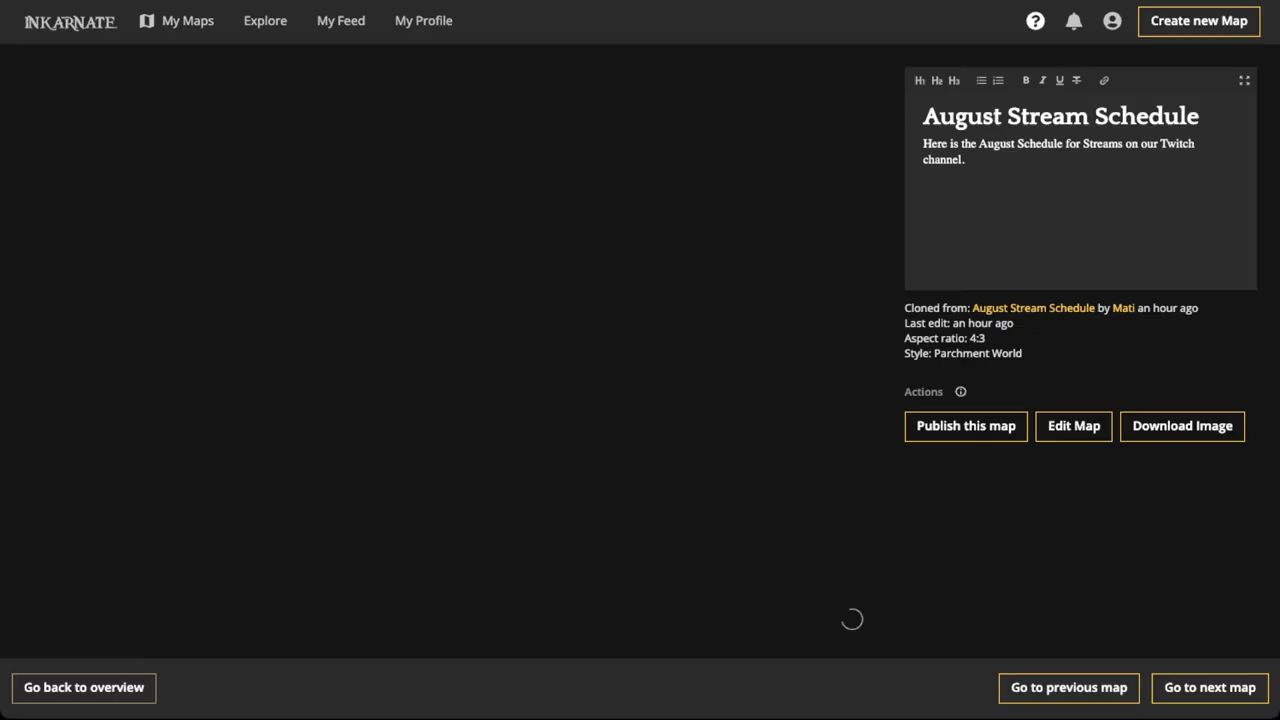 INKARNATE
My Maps
Explore
My Feed
My Profile
?
Create new Map
H1 H2 H3
B I U T
August Stream Schedule
Here is the August Schedule for Streams on our Twitch
channel.
Cloned from: August Stream Schedule by Mati an hour ago
Last edit: an hour ago
Aspect ratio: 4:3
Style: Parchment World
Actions
Publish this map
Edit Map
Download Image
Go back to overview
Go to previous map
Go to next map